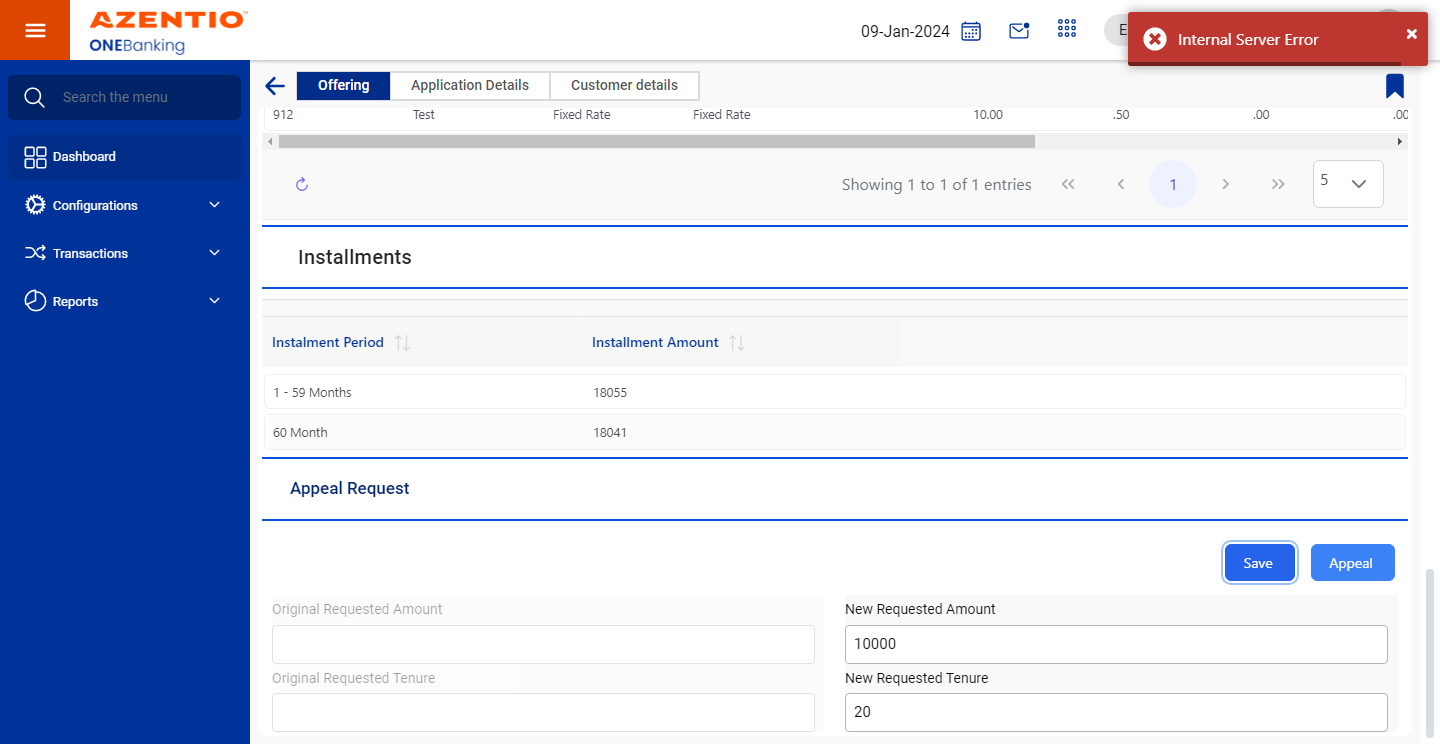 AZENTIO™
ONEBanking
09-Jan-2024
E
Internal Server Error
Search the menu
Dashboard
Configurations
Transactions
Reports
Offering Application Details Customer details
912 Test Fixed Rate Fixed Rate 10.00 .50 .00 .00
Showing 1 to 1 of 1 entries 1 5
Installments
Instalment Period Installment Amount
1 - 59 Months 18055
60 Month 18041
Appeal Request
Save Appeal
Original Requested Amount New Requested Amount
10000
Original Requested Tenure New Requested Tenure
20